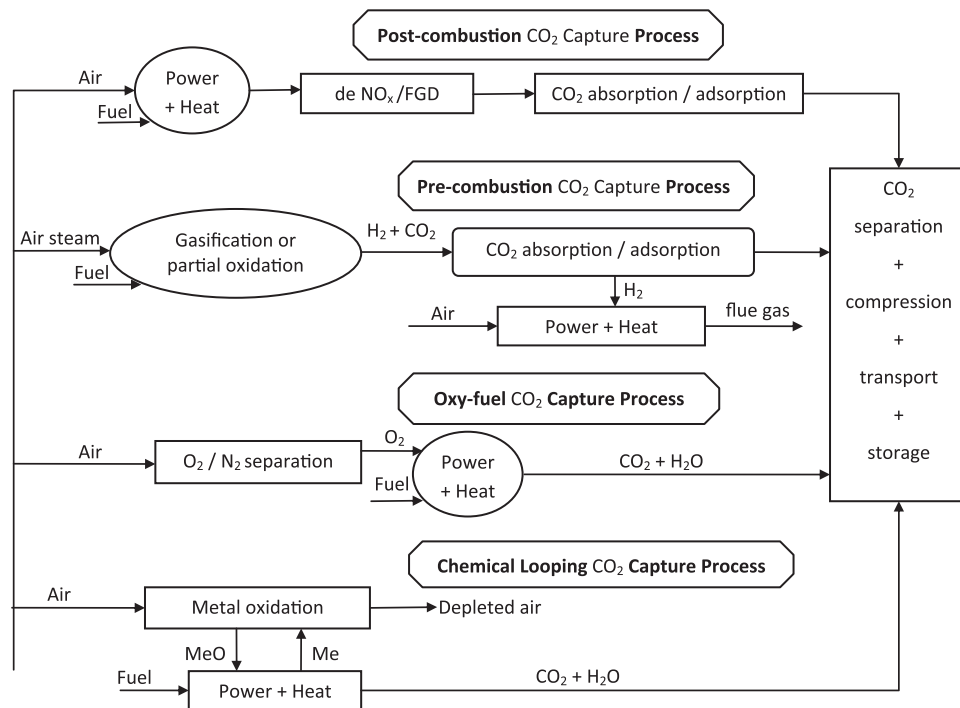 Post-combustion CO₂ Capture Process
Air
Fuel
Power
+ Heat
de NOₓ/FGD
CO₂ absorption / adsorption
Pre-combustion CO₂ Capture Process
Air steam
Fuel
Gasification or
partial oxidation
H₂ + CO₂
CO₂ absorption / adsorption
H₂
Air
Power + Heat
flue gas
Oxy-fuel CO₂ Capture Process
Air
O₂ / N₂ separation
O₂
Fuel
Power
+ Heat
CO₂ + H₂O
Chemical Looping CO₂ Capture Process
Air
Metal oxidation
Depleted air
MeO
Me
Fuel
Power + Heat
CO₂ + H₂O
CO₂
separation
+
compression
+
transport
+
storage